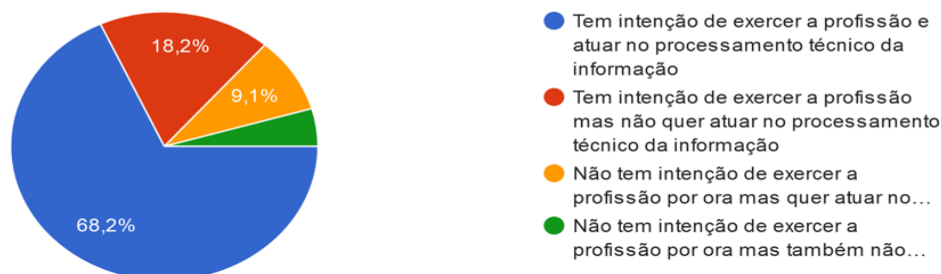 18,2%
9,1%
68,2%
Tem intenção de exercer a profissão e
atuar no processamento técnico da
informação
Tem intenção de exercer a profissão
mas não quer atuar no processamento
técnico da informação
Não tem intenção de exercer a
profissão por ora mas quer atuar no…
Não tem intenção de exercer a
profissão por ora mas também não…